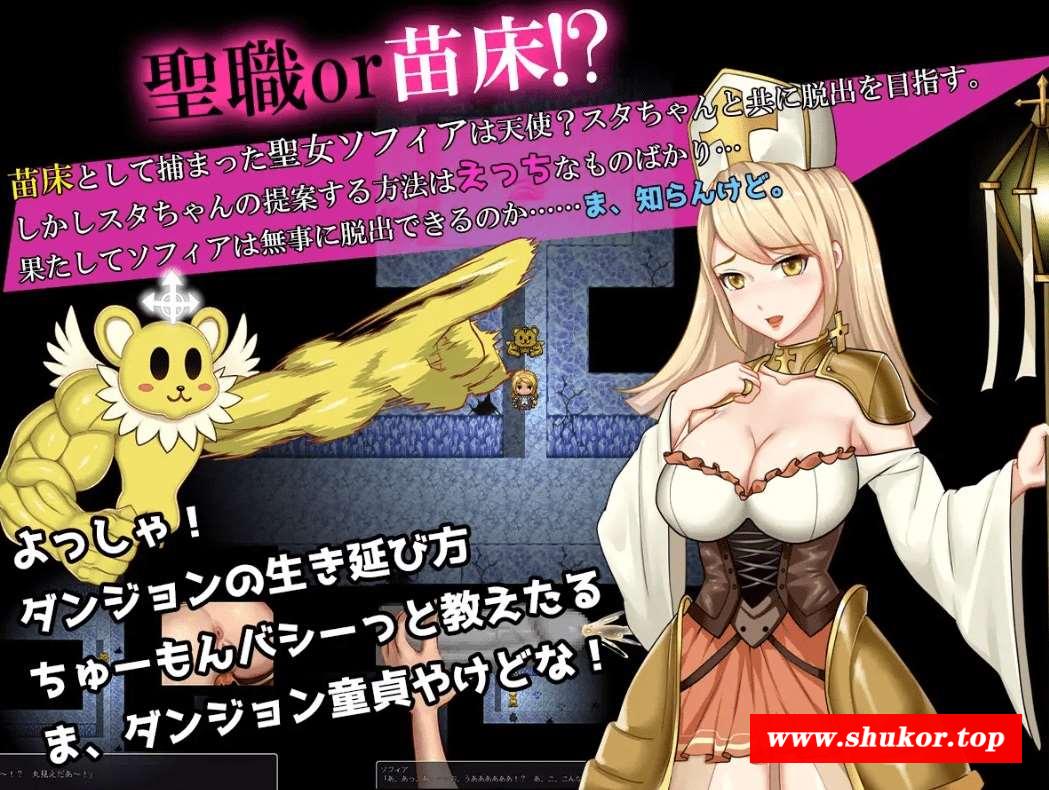 聖職or苗床!?
苗床として捕まった聖女ソフィアは天使？スタちゃんと共に脱出を目指す。
しかしスタちゃんの提案する方法はえっちなものばかり…
果たしてソフィアは無事に脱出できるのか……ま、知らんけど。
よっしゃ！
ダンジョンの生き延び方
ちゅーもんバシーっと教えたる
ま、ダンジョン童貞やけどな！
～！？　丸見えだあ～！」
ソフィア
www.shukor.top